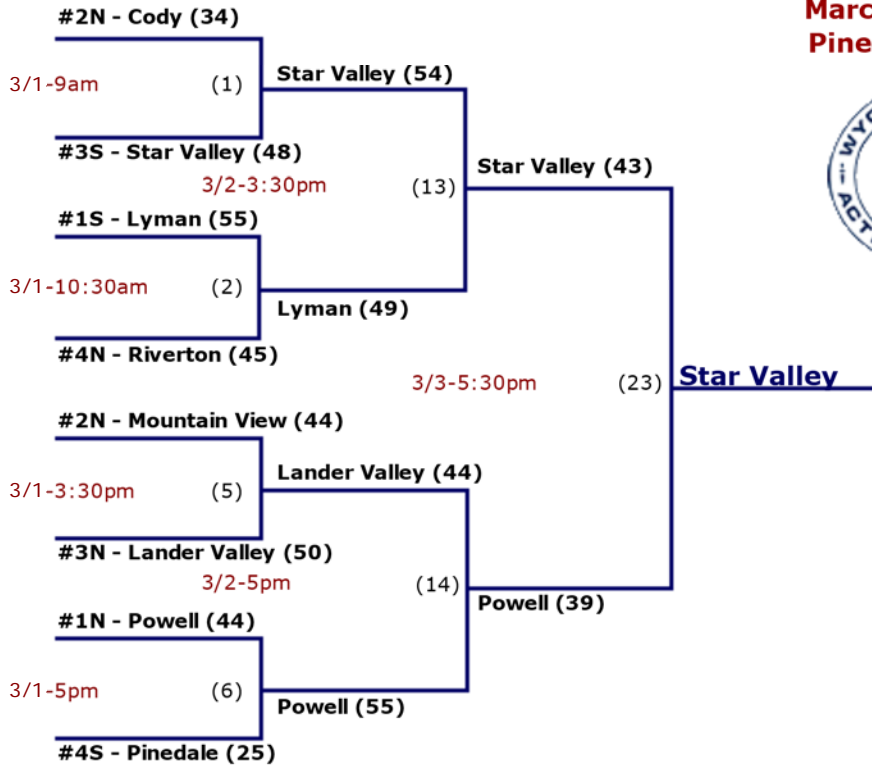 #2N - Cody (34)
Marc
Pine
3/1-9am
(1)
Star Valley (54)
#3S - Star Valley (48)
3/2-3:30pm
(13)
Star Valley (43)
#1S - Lyman (55)
3/1-10:30am
(2)
Lyman (49)
#4N - Riverton (45)
3/3-5:30pm
(23)
Star Valley
#2N - Mountain View (44)
3/1-3:30pm
(5)
Lander Valley (44)
#3N - Lander Valley (50)
3/2-5pm
(14)
Powell (39)
#1N - Powell (44)
3/1-5pm
(6)
Powell (55)
#4S - Pinedale (25)
WYO
ACT